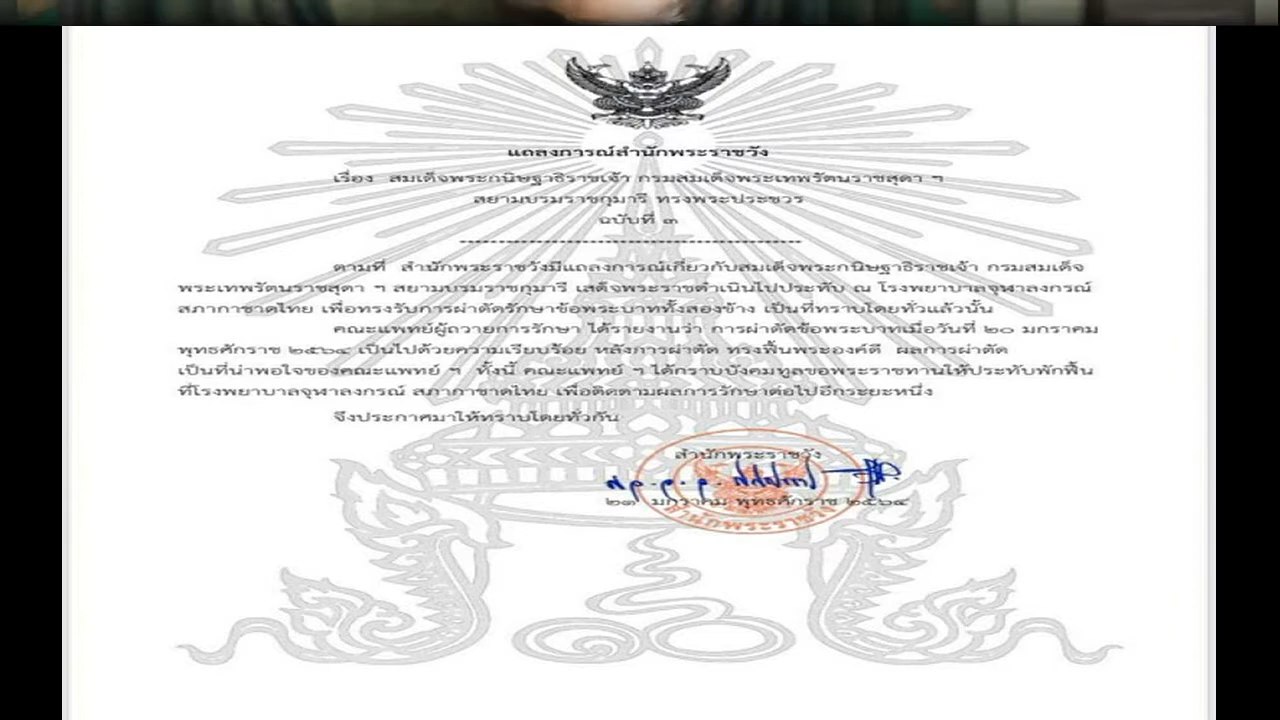 แถลงการณ์สำนักพระราชวัง
เรื่อง สมเด็จพระกนิษฐาธิราชเจ้า กรมสมเด็จพระเทพรัตนราชสุดา ฯ
สยามบรมราชกุมารี ทรงพระประชวร
ฉบับที่ ๓
ตามที่ สำนักพระราชวังมีแถลงการณ์เกี่ยวกับสมเด็จพระกนิษฐาธิราชเจ้า กรมสมเด็จ
พระเทพรัตนราชสุดา ฯ สยามบรมราชกุมารี เสด็จพระราชดำเนินไปประทับ ณ โรงพยาบาลจุฬาลงกรณ์
สภากาชาดไทย เพื่อทรงรับการผ่าตัดรักษาข้อพระบาททั้งสองข้าง เป็นที่ทราบโดยทั่วแล้วนั้น
คณะแพทย์ผู้ถวายการรักษา ได้รายงานว่า การผ่าตัดข้อพระบาทเมื่อวันที่ ๒๐ มกราคม
พุทธศักราช ๒๕๖๔ เป็นไปด้วยความเรียบร้อย หลังการผ่าตัด ทรงฟื้นพระองค์ดี ผลการผ่าตัด
เป็นที่น่าพอใจของคณะแพทย์ ฯ ทั้งนี้ คณะแพทย์ ฯ ได้กราบบังคมทูลขอพระราชทานให้ประทับพักฟื้น
ที่โรงพยาบาลจุฬาลงกรณ์ สภากาชาดไทย เพื่อติดตามผลการรักษาต่อไปอีกระยะหนึ่ง
จึงประกาศมาให้ทราบโดยทั่วกัน
สำนักพระราชวัง
มกราคม พุทธศักราช ๒๕๖๔
สำนักพระราชวัง